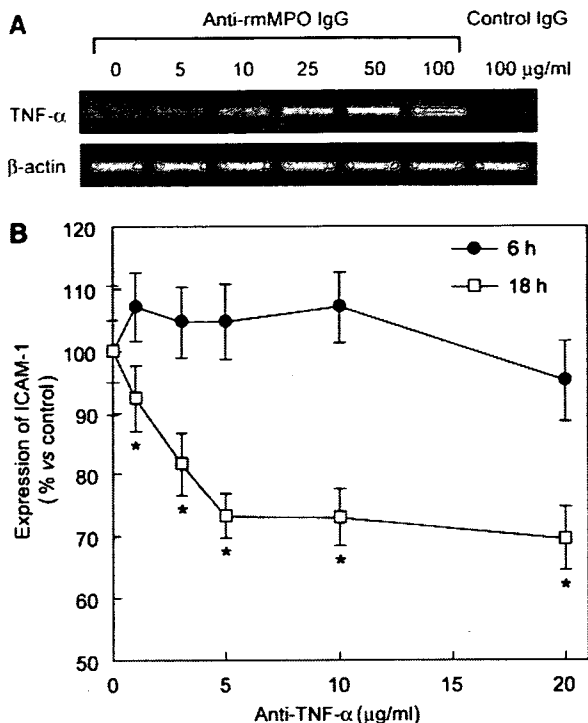 A
Anti-rmMPO IgG Control IgG
0 5 10 25 50 100 100 μg/ml
TNF-α
β-actin
B
120
110
100
90
80
70
60
50
Expression of ICAM-1
(% vs control)
6 h
18 h
* * * * *
0 5 10 15 20
Anti-TNF-α (μg/ml)